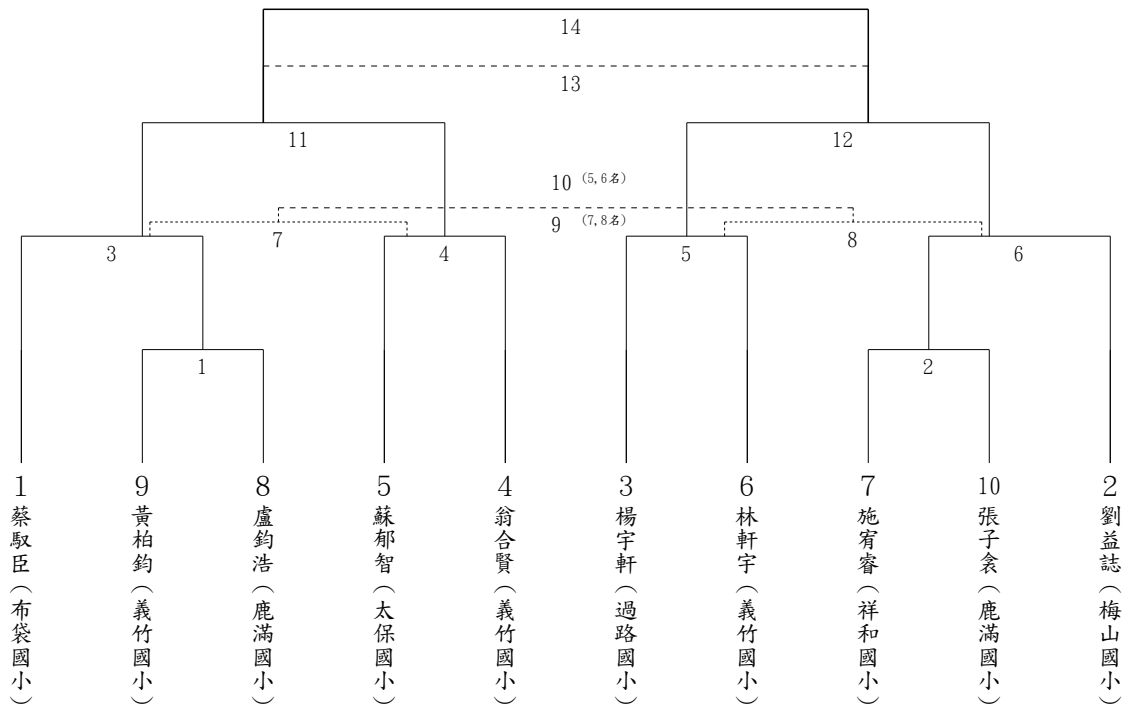 14
13
11
12
10 (5,6名)
9 (7,8名)
7
8
3
4
5
6
1
2
1 蔡馭臣（布袋國小）
9 黃柏鈞（義竹國小）
8 盧鈞浩（鹿滿國小）
5 蘇郁智（太保國小）
4 翁合賢（義竹國小）
3 楊宇軒（過路國小）
6 林軒宇（義竹國小）
7 施宥睿（祥和國小）
10 張子衾（鹿滿國小）
2 劉益誌（梅山國小）